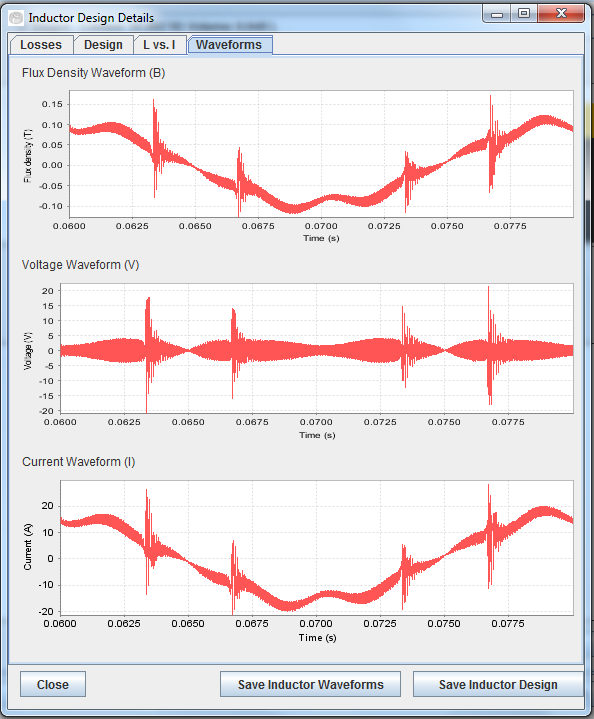 Inductor Design Details
Losses Design L vs. I Waveforms
Flux Density Waveform (B)
0.15
0.10
0.05
0.00
-0.05
-0.10
Flux density (T)
0.0600 0.0625 0.0650 0.0675 0.0700 0.0725 0.0750 0.0775
Time (s)
Voltage Waveform (V)
20
15
10
5
0
-5
-10
-15
-20
Voltage (V)
0.0600 0.0625 0.0650 0.0675 0.0700 0.0725 0.0750 0.0775
Time (s)
Current Waveform (I)
20
10
0
-10
-20
Current (A)
0.0600 0.0625 0.0650 0.0675 0.0700 0.0725 0.0750 0.0775
Time (s)
Close Save Inductor Waveforms Save Inductor Design